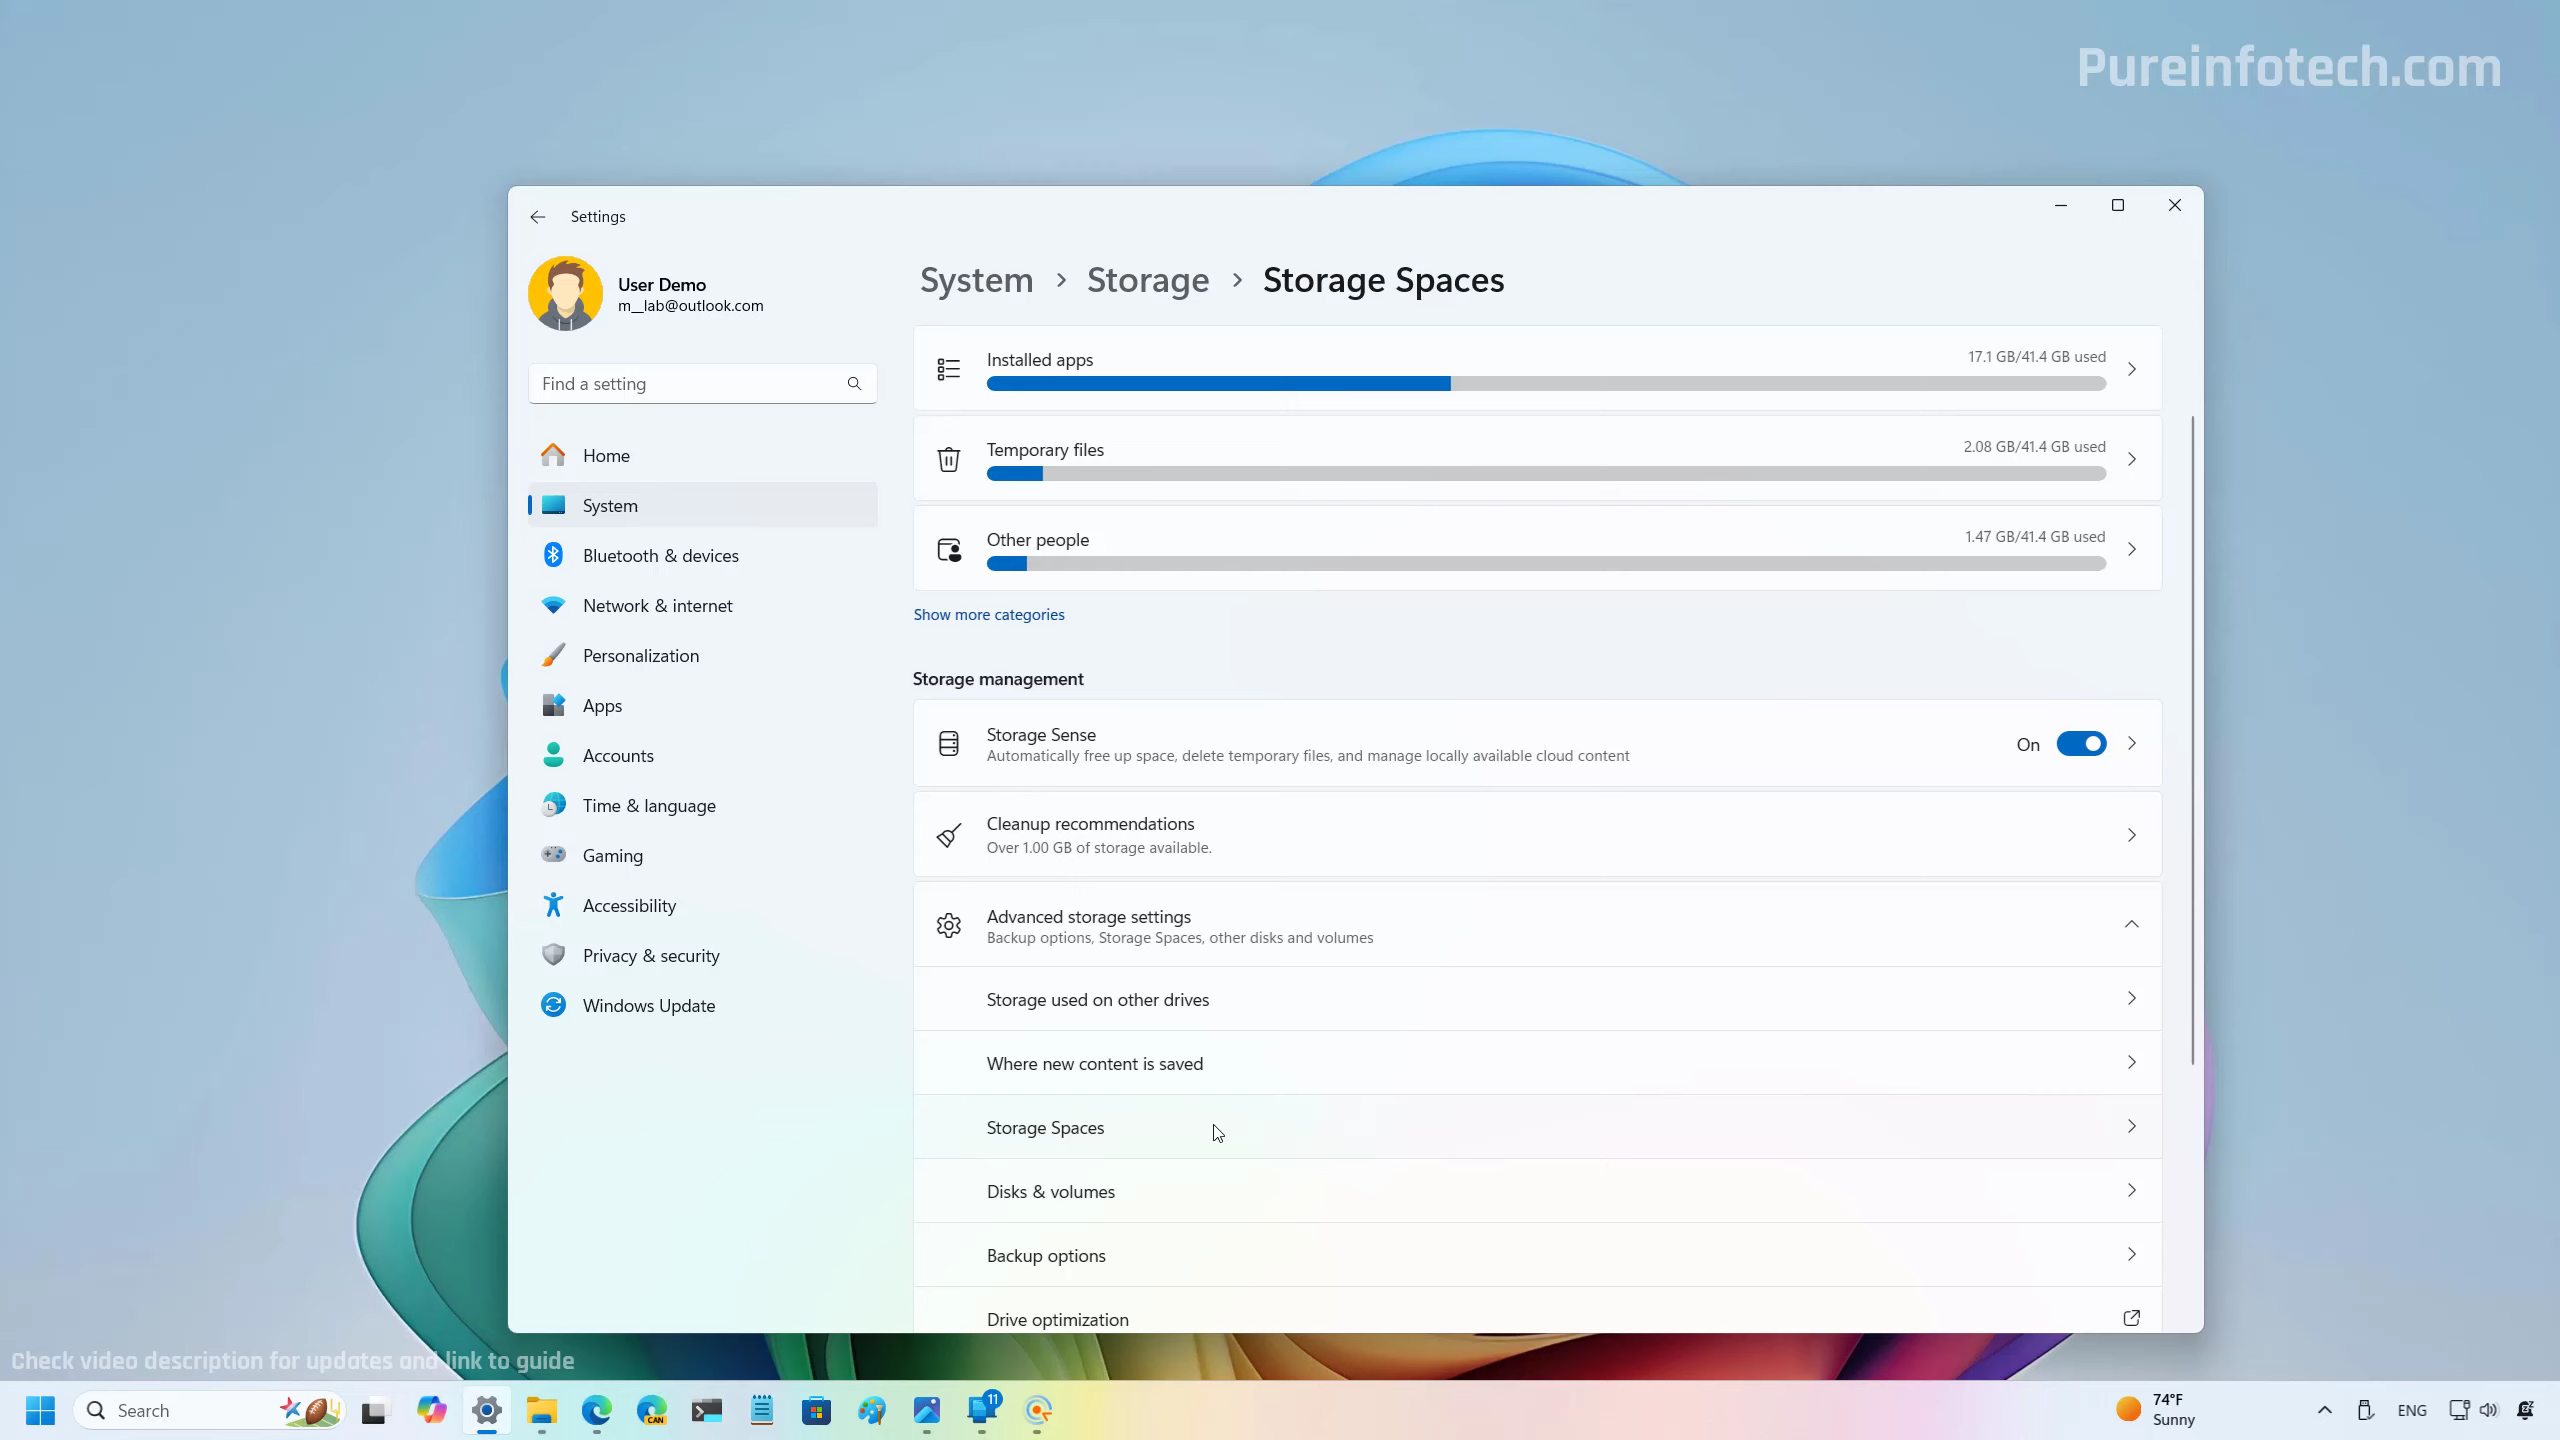 Pureinfotech.com
Settings
User Demo
m__lab@outlook.com
Find a setting
Home
System
Bluetooth & devices
Network & internet
Personalization
Apps
Accounts
Time & language
Gaming
Accessibility
Privacy & security
Windows Update
System > Storage > Storage Spaces
Installed apps
17.1 GB/41.4 GB used
Temporary files
2.08 GB/41.4 GB used
Other people
1.47 GB/41.4 GB used
Show more categories
Storage management
Storage Sense
Automatically free up space, delete temporary files, and manage locally available cloud content
On
Cleanup recommendations
Over 1.00 GB of storage available.
Advanced storage settings
Backup options, Storage Spaces, other disks and volumes
Storage used on other drives
Where new content is saved
Storage Spaces
Disks & volumes
Backup options
Drive optimization
Check video description for updates and link to guide
Search
CAN
11
74°F
Sunny
ENG